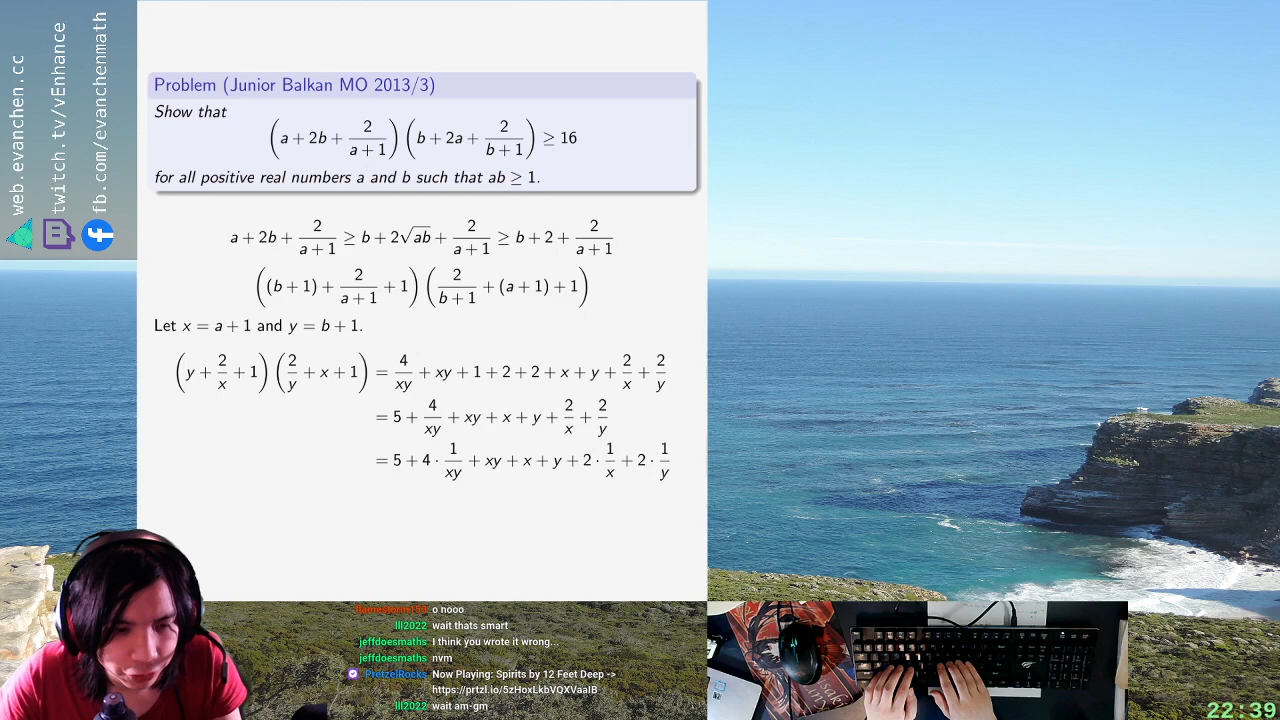 web.evanchen.cc
twitch.tv/vEnhance
fb.com/evanchenmath
Problem (Junior Balkan MO 2013/3)
Show that
(a + 2b + 2/(a + 1)) (b + 2a + 2/(b + 1)) ≥ 16
for all positive real numbers a and b such that ab ≥ 1.
a + 2b + 2/(a + 1) ≥ b + 2√ab + 2/(a + 1) ≥ b + 2 + 2/(a + 1)
((b + 1) + 2/(a + 1) + 1) (2/(b + 1) + (a + 1) + 1)
Let x = a + 1 and y = b + 1.
(y + 2/x + 1) (2/y + x + 1) = 4/xy + xy + 1 + 2 + 2 + x + y + 2/x + 2/y
= 5 + 4/xy + xy + x + y + 2/x + 2/y
= 5 + 4 · 1/xy + xy + x + y + 2 · 1/x + 2 · 1/y
o nooo
lll2022 wait thats smart
jeffdoesmaths I think you wrote it wrong...
jeffdoesmaths nvm
PretzelRocks Now Playing: Spirits by 12 Feet Deep ->
https://prtzl.io/5zHoxLkbVQXVaaIB
lll2022 wait am-gm
22:39